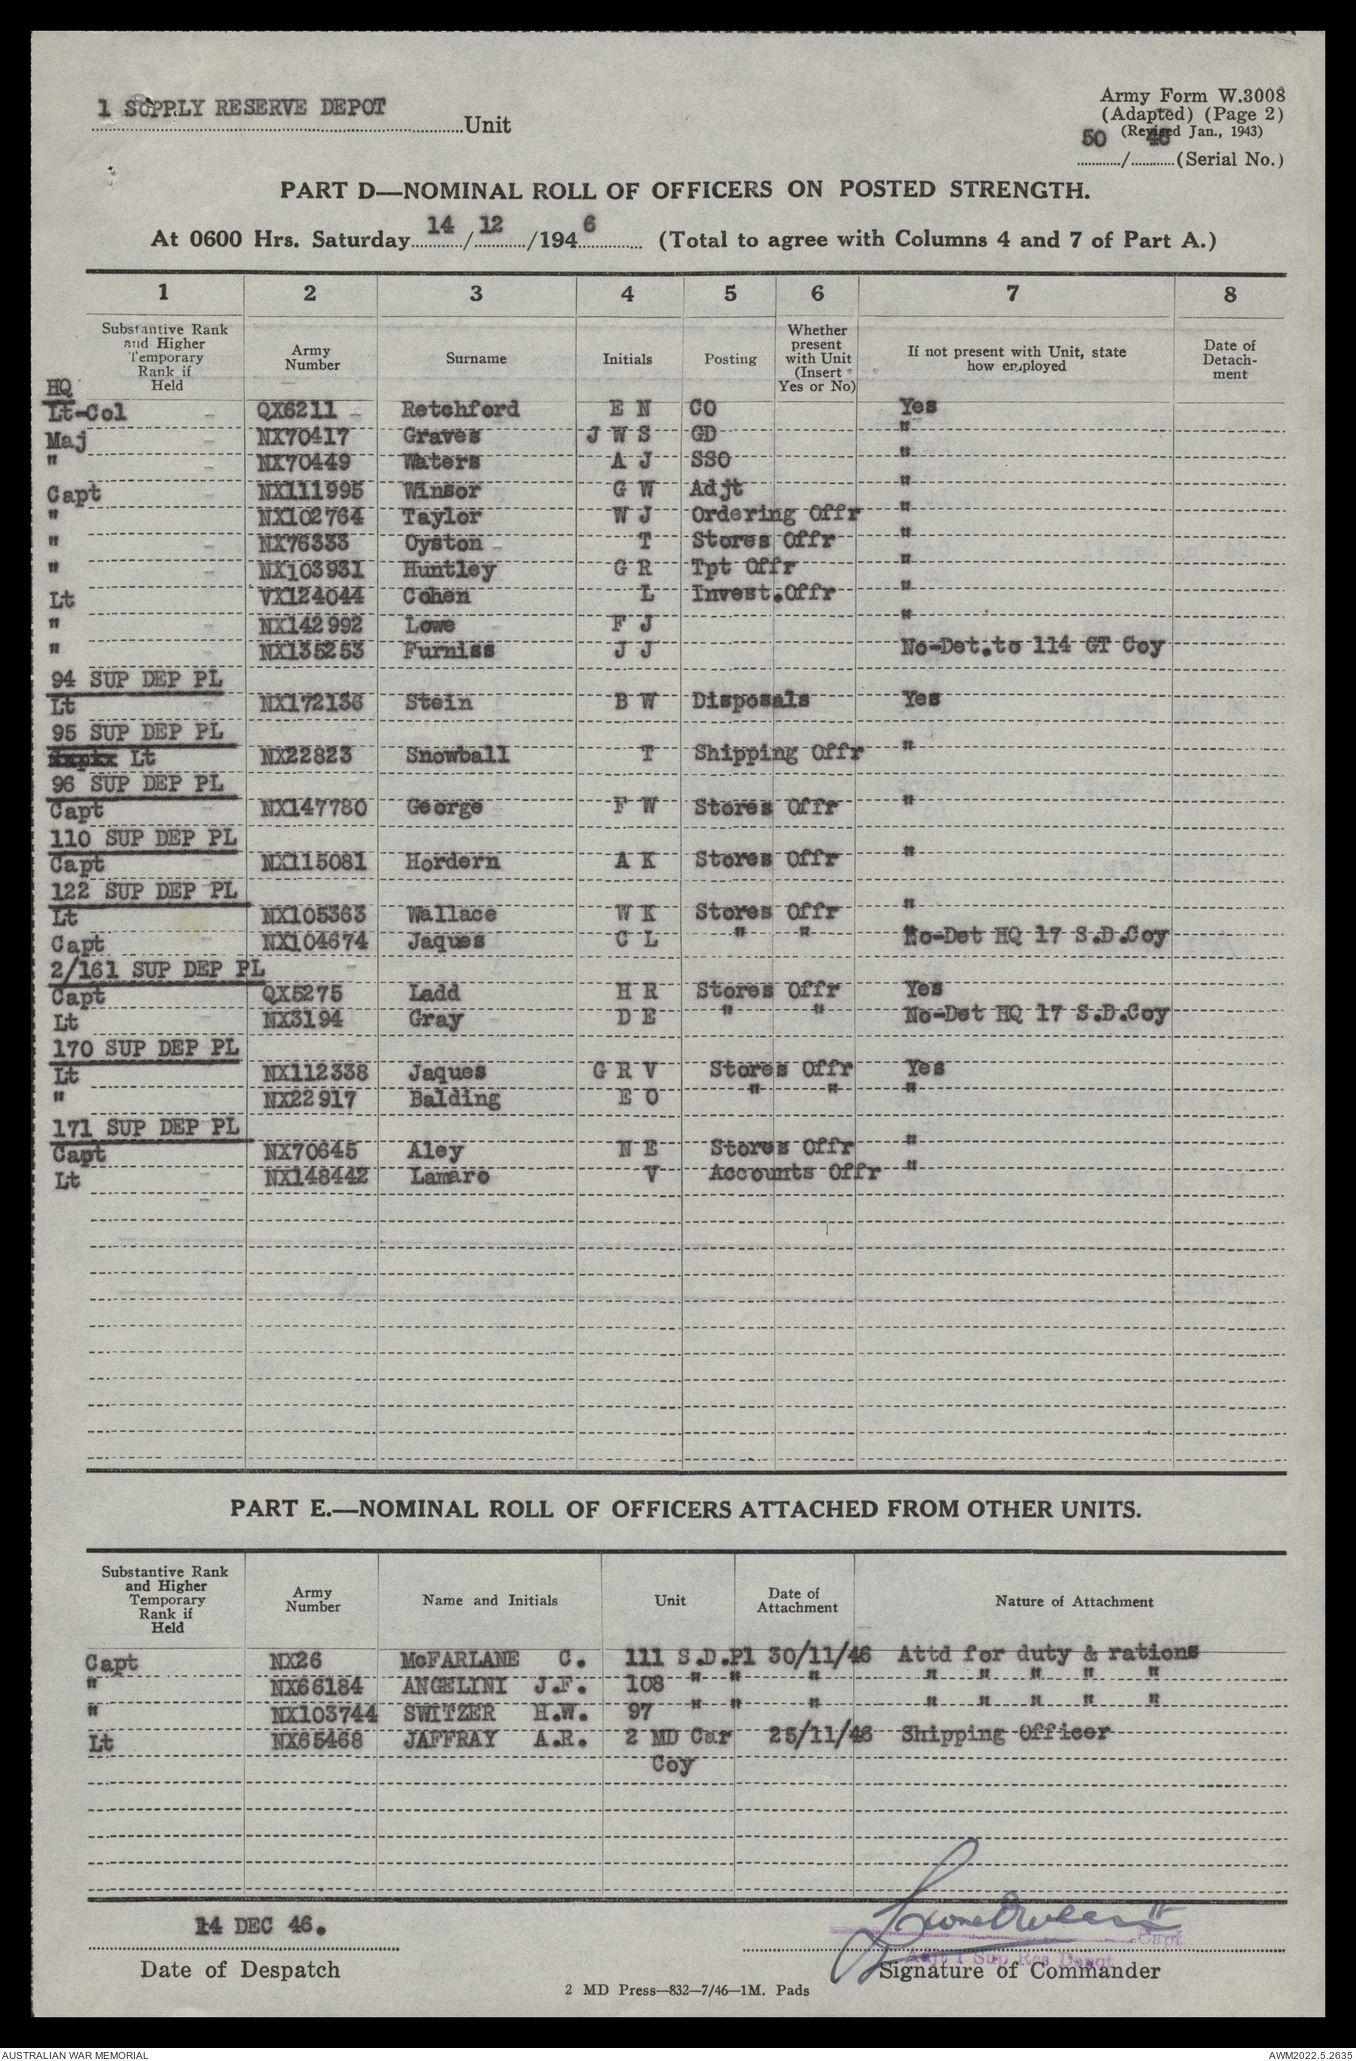 1 SUPPLY RESERVE DEPOT Unit
Army Form W.3008
(Adapted) (Page 2)
(Revised Jan., 1943)
50 / 46 (Serial No.)
PART D—NOMINAL ROLL OF OFFICERS ON POSTED STRENGTH.
At 0600 Hrs. Saturday 14 / 12 /194 6 (Total to agree with Columns 4 and 7 of Part A.)
1 2 3 4 5 6 7 8
Substantive Rank and Higher Temporary Rank if Held Army Number Surname Initials Posting Whether present with Unit (Insert Yes or No) If not present with Unit, state how employed Date of Detach-ment
HQ
Lt-Col QX6211 Retchford E N CO Yes
Maj NX70417 Graves J W S GD "
" NX70449 Waters A J SSO "
Capt NX111995 Winsor G W Adjt "
" NX102764 Taylor W J Ordering Offr "
" NX76333 Oyston T Stores Offr "
" NX103931 Huntley G R Tpt Offr "
Lt VX124044 Cohen L Invest.Offr "
" NX142992 Lowe F J "
" NX135253 Furniss J J No-Det.to 114 GT Coy
94 SUP DEP PL
Lt NX172136 Stein B W Disposals Yes
95 SUP DEP PL
Lt NX22823 Snowball T Shipping Offr "
96 SUP DEP PL
Capt NX147780 George F W Stores Offr "
110 SUP DEP PL
Capt NX115081 Hordern A K Stores Offr "
122 SUP DEP PL
Lt NX105363 Wallace W K Stores Offr "
Capt NX104674 Jaques C L " " No-Det HQ 17 S.D.Coy
2/161 SUP DEP PL
Capt QX5275 Ladd H R Stores Offr Yes
Lt NX3194 Gray D E " " No-Det HQ 17 S.D.Coy
170 SUP DEP PL
Lt NX112338 Jaques G R V Stores Offr Yes
" NX22917 Balding E O " " "
171 SUP DEP PL
Capt NX70645 Aley N E Stores Offr "
Lt NX148442 Lamaro V Accounts Offr "
PART E.—NOMINAL ROLL OF OFFICERS ATTACHED FROM OTHER UNITS.
Substantive Rank and Higher Temporary Rank if Held Army Number Name and Initials Unit Date of Attachment Nature of Attachment
Capt NX26 McFARLANE C. 111 S.D.Pl 30/11/46 Attd for duty & rations
" NX66184 ANGELINI J.F. 108 " " " " " " " "
" NX103744 SWITZER H.W. 97 " " " " " " " "
Lt NX65468 JAFFRAY A.R. 2 MD Car 25/11/46 Shipping Officer
Coy
14 DEC 46.
Capt
Adjt 1 Sup Res Depot
Date of Despatch Signature of Commander
2 MD Press—832—7/46—1M. Pads
AUSTRALIAN WAR MEMORIAL AWM2022.5.2635